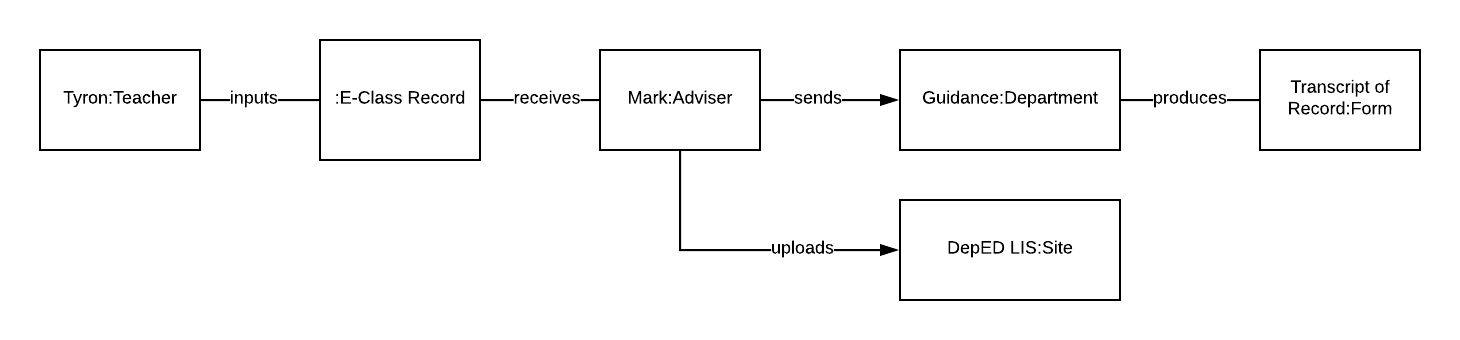 Tyron:Teacher
inputs
:E-Class Record
receives
Mark:Adviser
sends
Guidance:Department
produces
Transcript of
Record:Form
uploads
DepED LIS:Site